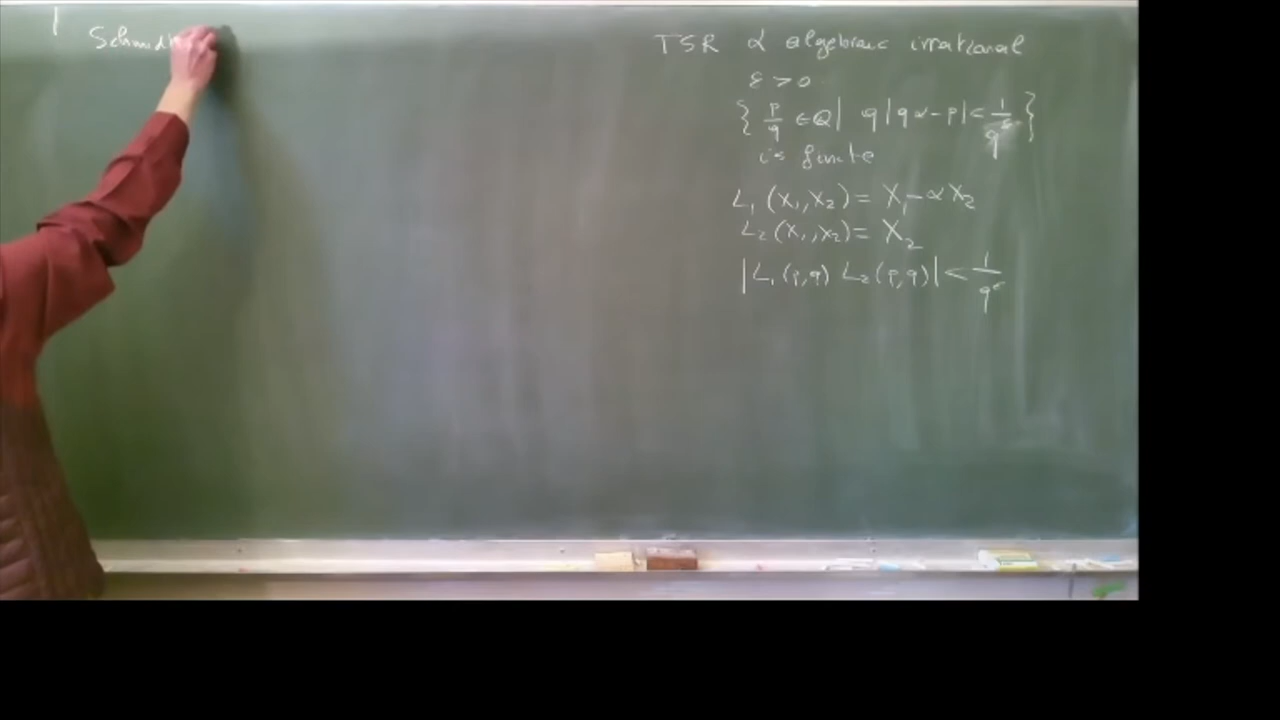 Schmidt
TSR α algebraic irrational
ε > 0
{ p/q ∈ Q | q|qα-p| < 1/q^ε }
is finite
L₁(X₁,X₂) = X₁-αX₂
L₂(X₁,X₂) = X₂
|L₁(p,q) L₂(p,q)| < 1/q^ε